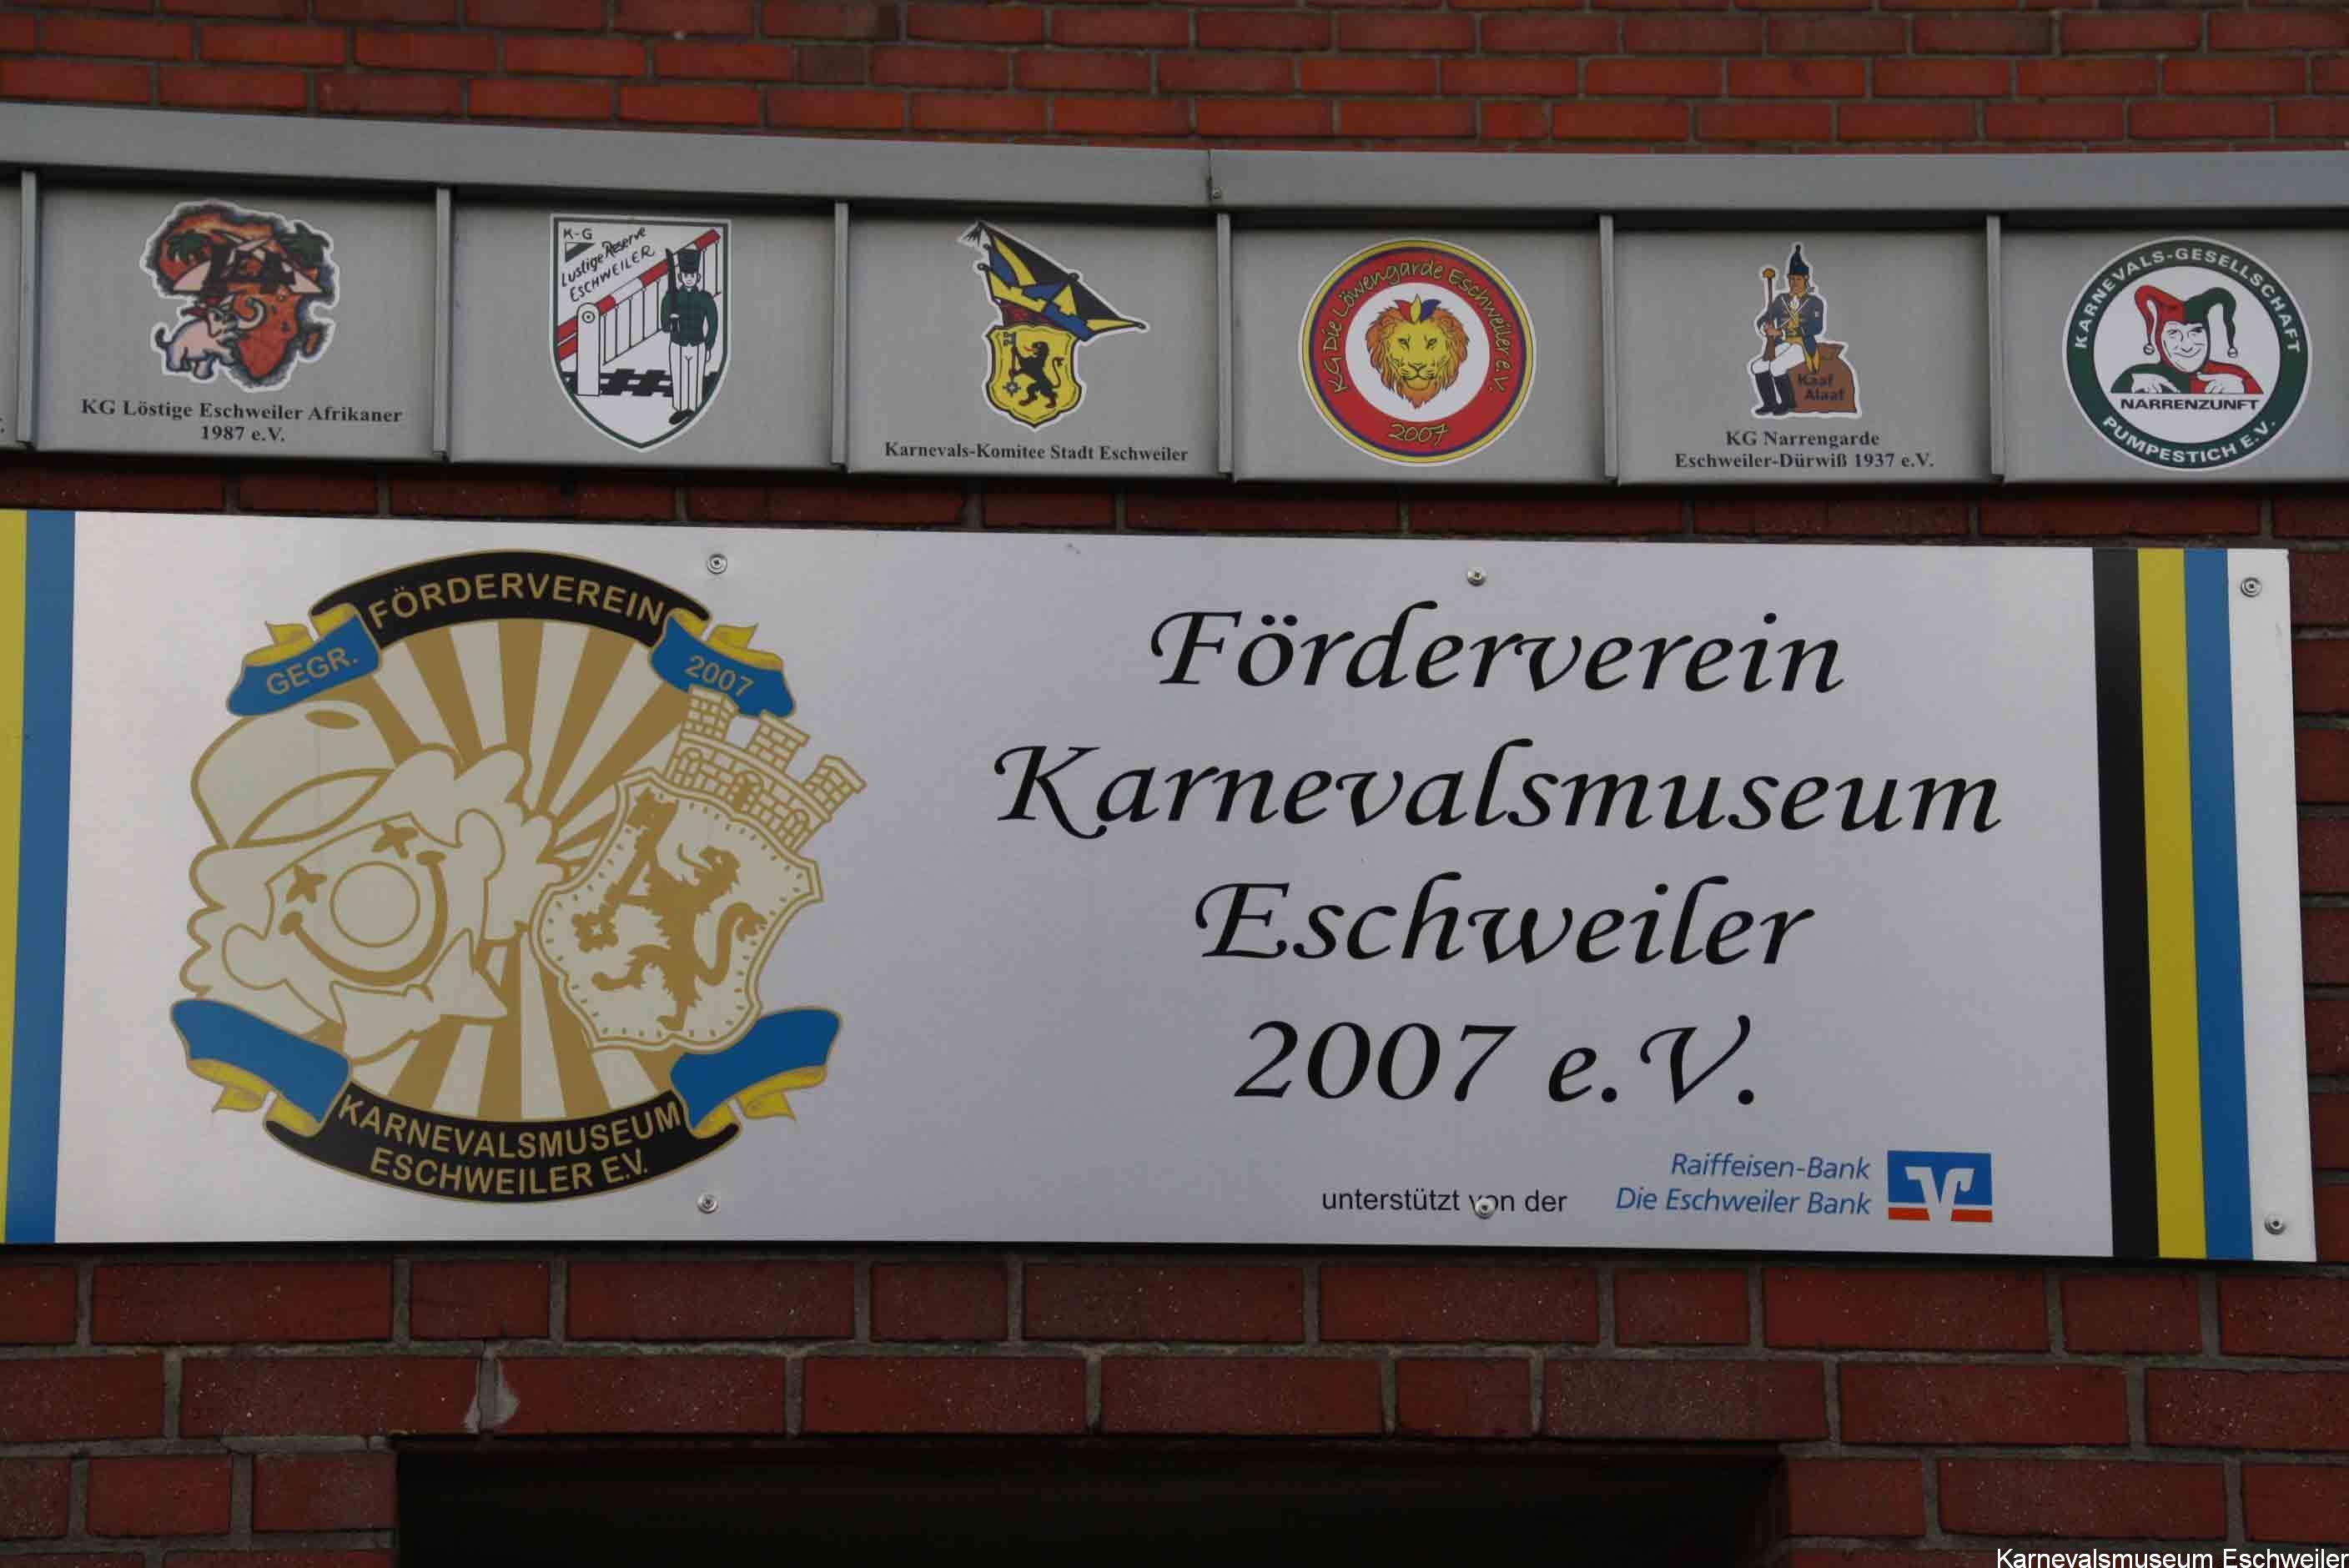 KG Löstige Eschweiler Afrikaner
1987 e.V.
K-G
Lustige Reserve
ESCHWEILER
Karnevals-Komitee Stadt Eschweiler
KG Die Löwengarde Eschweiler e.V.
2007
Kaaf
Alaaf
KG Narrengarde
Eschweiler-Dürwiß 1937 e.V.
KARNEVALS-GESELLSCHAFT
NARRENZUNFT
PUMPESTICH E.V.
FÖRDERVEREIN
GEGR.
2007
KARNEVALSMUSEUM
ESCHWEILER E.V.
Förderverein
Karnevalsmuseum
Eschweiler
2007 e.V.
unterstützt von der
Raiffeisen-Bank
Die Eschweiler Bank
Karnevalsmuseum Eschweiler